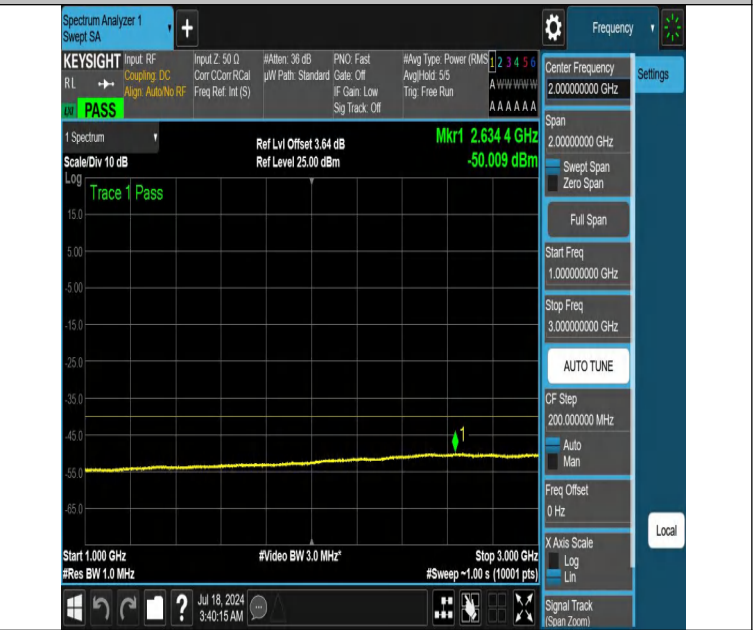 Spectrum Analyzer 1
Swept SA
+
Frequency
KEYSIGHT
RL
PASS
Input: RF
Coupling: DC
Align: Auto/No RF
Input Z: 50 Ω
Corr CCorr RCal
Freq Ref: Int (S)
#Atten: 36 dB
µW Path: Standard
PNO: Fast
Gate: Off
IF Gain: Low
Sig Track: Off
#Avg Type: Power (RMS
Avg|Hold: 5/5
Trig: Free Run
1 2 3 4 5 6
A W W W W W
A A A A A A
1 Spectrum
Scale/Div 10 dB
Ref Lvl Offset 3.64 dB
Ref Level 25.00 dBm
Mkr1 2.634 4 GHz
-50.009 dBm
Log
Trace 1 Pass
15.0
5.00
-5.00
-15.0
-25.0
-35.0
-45.0
-55.0
-65.0
1
Start 1.000 GHz
#Res BW 1.0 MHz
#Video BW 3.0 MHz*
Stop 3.000 GHz
#Sweep ~1.00 s (10001 pts)
?
Jul 18, 2024
3:40:15 AM
Center Frequency
2.000000000 GHz
Span
2.00000000 GHz
Swept Span
Zero Span
Full Span
Start Freq
1.000000000 GHz
Stop Freq
3.000000000 GHz
AUTO TUNE
CF Step
200.000000 MHz
Auto
Man
Freq Offset
0 Hz
X Axis Scale
Log
Lin
Signal Track
(Span Zoom)
Settings
Local